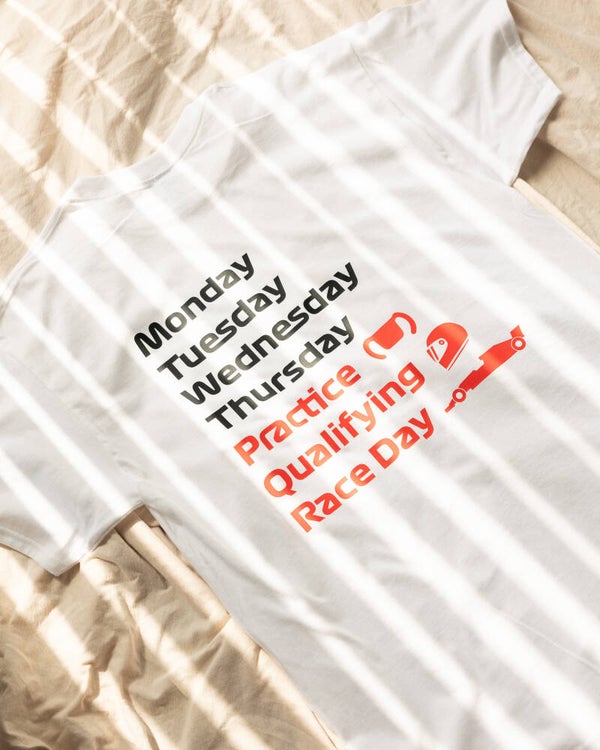 Monday
Tuesday
Wednesday
Thursday
Practice
Qualifying
Race Day